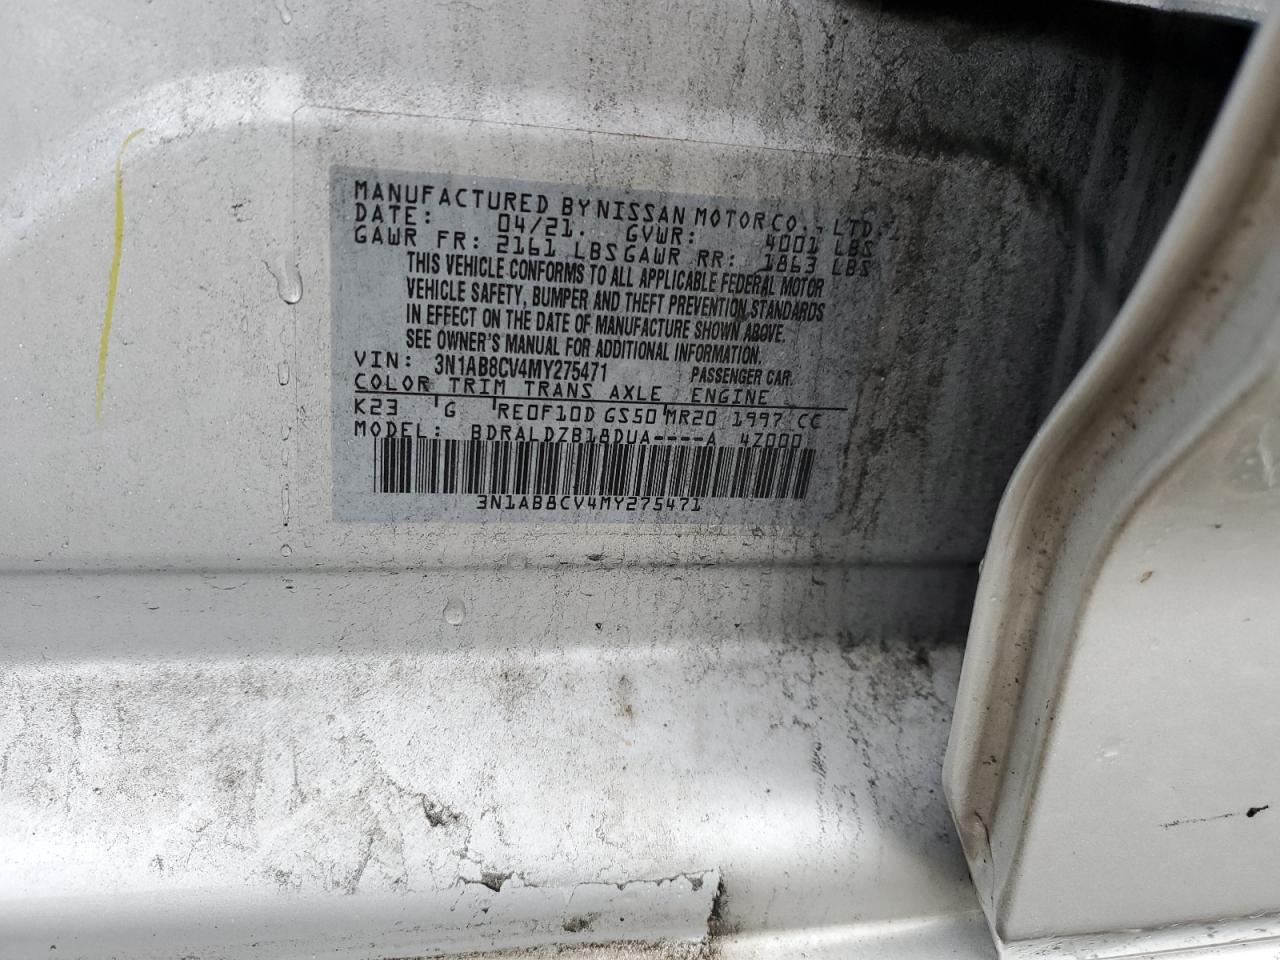 MANUFACTURED BY NISSAN MOTOR CO., LTD.
DATE: 04/21. GVWR: 4001 LBS
GAWR FR: 2161 LBS GAWR RR: 1863 LBS
THIS VEHICLE CONFORMS TO ALL APPLICABLE FEDERAL MOTOR
VEHICLE SAFETY, BUMPER AND THEFT PREVENTION STANDARDS
IN EFFECT ON THE DATE OF MANUFACTURE SHOWN ABOVE.
SEE OWNER'S MANUAL FOR ADDITIONAL INFORMATION.
VIN: 3N1AB8CV4MY275471 PASSENGER CAR.
COLOR TRIM TRANS AXLE ENGINE
K23 G RE0F10D GS50 MR20 1997 CC
MODEL: BDRALDZB18DUA----A 4Z000
3N1AB8CV4MY275471